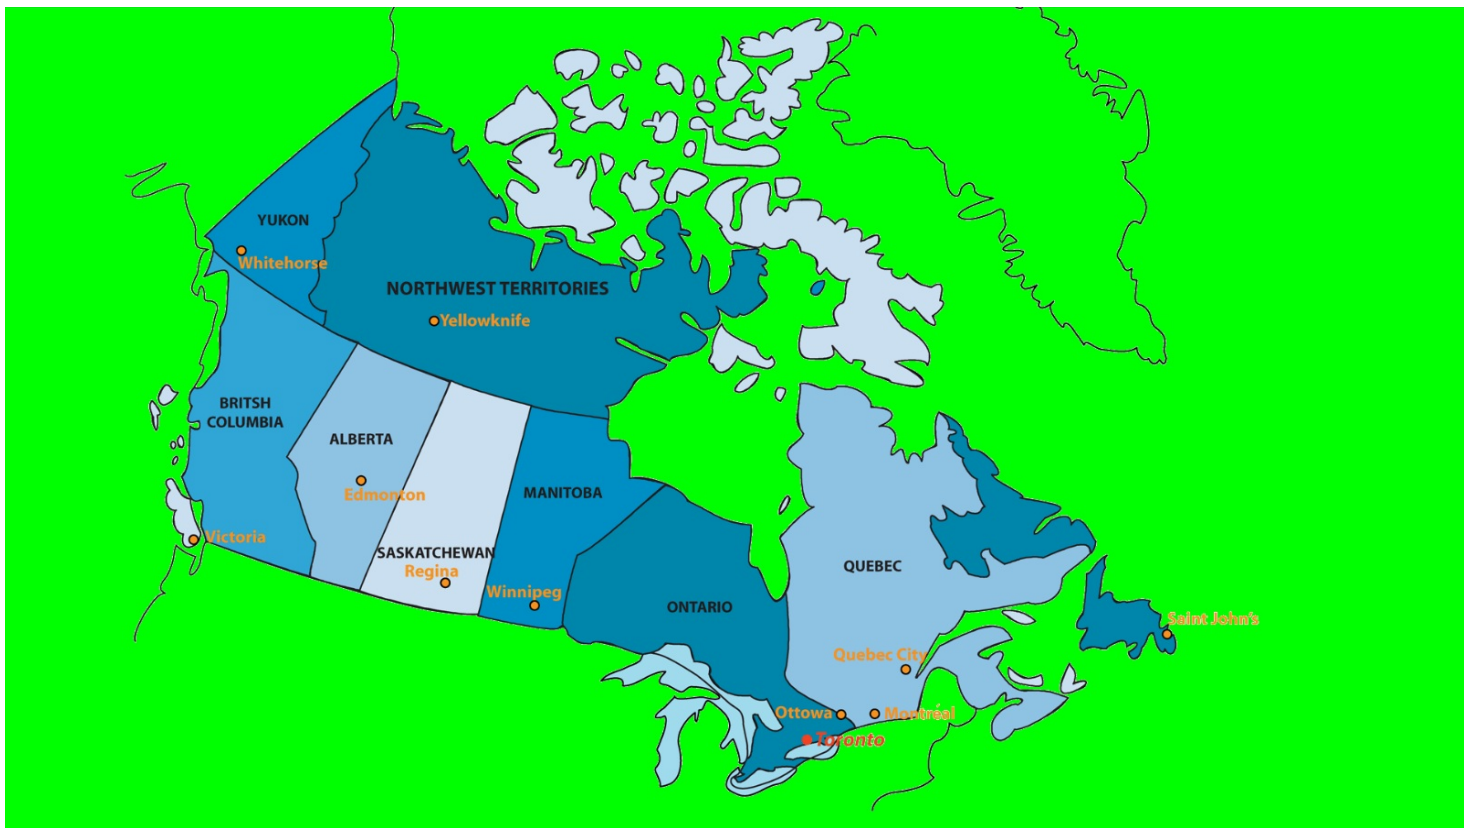 YUKON
Whitehorse
NORTHWEST TERRITORIES
Yellowknife
BRITSH
COLUMBIA
ALBERTA
Edmonton
MANITOBA
Victoria
SASKATCHEWAN
Regina
Winnipeg
QUEBEC
ONTARIO
Saint John's
Quebec City
Ottowa
Montréal
Toronto